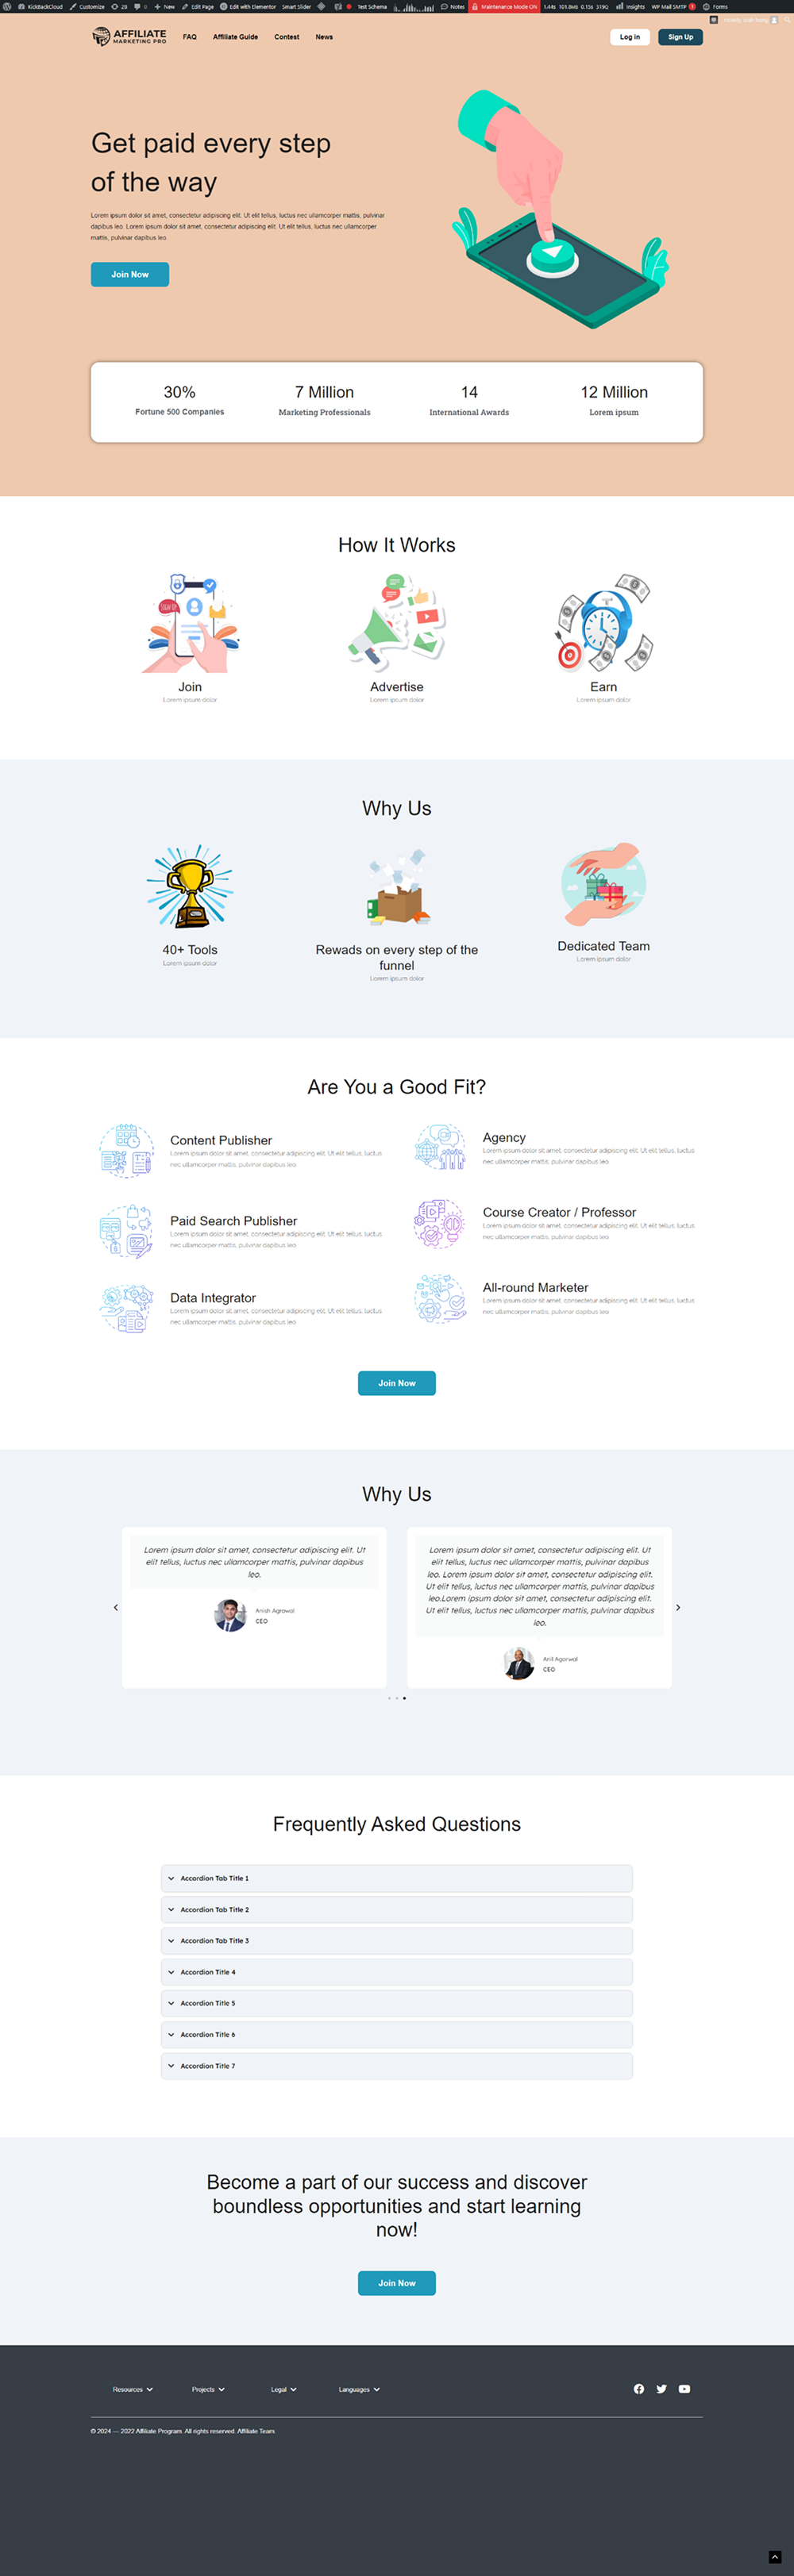 KickBackCloud Customize 28 0 New Edit Page Edit with Elementor Smart Slider Test Schema Notes Maintenance Mode ON 1.44s 101.8MB 0.15s 319Q Insights WP Mail SMTP 1 Forms
AFFILIATE
MARKETING PRO
FAQ Affiliate Guide Contest News Log in Sign Up
Get paid every step
of the way
Lorem ipsum dolor sit amet, consectetur adipiscing elit. Ut elit tellus, luctus nec ullamcorper mattis, pulvinar
dapibus leo. Lorem ipsum dolor sit amet, consectetur adipiscing elit. Ut elit tellus, luctus nec ullamcorper
mattis, pulvinar dapibus leo.
Join Now
30% 7 Million 14 12 Million
Fortune 500 Companies Marketing Professionals International Awards Lorem ipsum
How It Works
SIGN UP
Join Advertise Earn
Lorem ipsum dolor Lorem ipsum dolor Lorem ipsum dolor
Why Us
40+ Tools
Lorem ipsum dolor
Rewads on every step of the
funnel
Lorem ipsum dolor
Dedicated Team
Lorem ipsum dolor
Are You a Good Fit?
Content Publisher
Lorem ipsum dolor sit amet, consectetur adipiscing elit. Ut elit tellus, luctus
nec ullamcorper mattis, pulvinar dapibus leo.
Agency
Lorem ipsum dolor sit amet, consectetur adipiscing elit. Ut elit tellus, luctus
nec ullamcorper mattis, pulvinar dapibus leo.
Paid Search Publisher
Lorem ipsum dolor sit amet, consectetur adipiscing elit. Ut elit tellus, luctus
nec ullamcorper mattis, pulvinar dapibus leo.
Course Creator / Professor
Lorem ipsum dolor sit amet, consectetur adipiscing elit. Ut elit tellus, luctus
nec ullamcorper mattis, pulvinar dapibus leo.
Data Integrator
Lorem ipsum dolor sit amet, consectetur adipiscing elit. Ut elit tellus, luctus
nec ullamcorper mattis, pulvinar dapibus leo.
All-round Marketer
Lorem ipsum dolor sit amet, consectetur adipiscing elit. Ut elit tellus, luctus
nec ullamcorper mattis, pulvinar dapibus leo.
Join Now
Why Us
Lorem ipsum dolor sit amet, consectetur adipiscing elit. Ut
elit tellus, luctus nec ullamcorper mattis, pulvinar dapibus
leo.
Anish Agrawal
CEO
Lorem ipsum dolor sit amet, consectetur adipiscing elit. Ut
elit tellus, luctus nec ullamcorper mattis, pulvinar dapibus
leo. Lorem ipsum dolor sit amet, consectetur adipiscing elit.
Ut elit tellus, luctus nec ullamcorper mattis, pulvinar dapibus
leo.Lorem ipsum dolor sit amet, consectetur adipiscing elit.
Ut elit tellus, luctus nec ullamcorper mattis, pulvinar dapibus
leo.
Anil Agarwal
CEO
Frequently Asked Questions
Accordion Tab Title 1
Accordion Tab Title 2
Accordion Tab Title 3
Accordion Title 4
Accordion Title 5
Accordion Title 6
Accordion Title 7
Become a part of our success and discover
boundless opportunities and start learning
now!
Join Now
Resources Projects Legal Languages
© 2024 — 2022 Affiliate Program. All rights reserved. Affiliate Team.